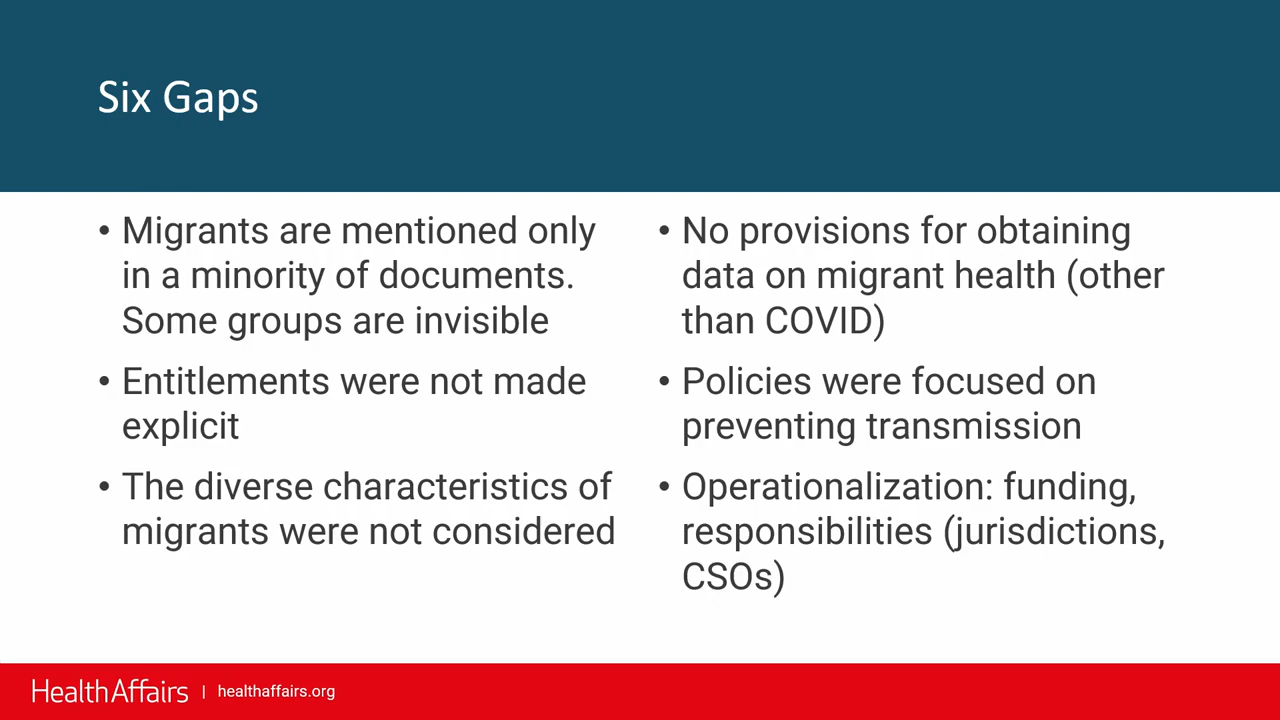 Six Gaps
• Migrants are mentioned only
in a minority of documents.
Some groups are invisible
• Entitlements were not made
explicit
• The diverse characteristics of
migrants were not considered
• No provisions for obtaining
data on migrant health (other
than COVID)
• Policies were focused on
preventing transmission
• Operationalization: funding,
responsibilities (jurisdictions,
CSOs)
HealthAffairs | healthaffairs.org